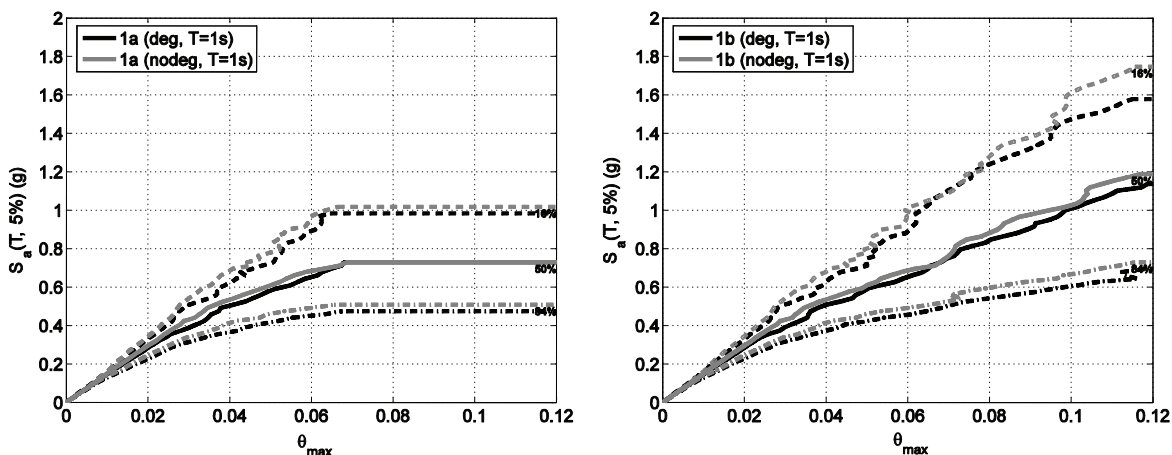 2
1.8
1.6
1.4
1.2
1
0.8
0.6
0.4
0.2
0
S_a(T, 5%) (g)
1a (deg, T=1s)
1a (nodeg, T=1s)
16%
50%
84%
0 0.02 0.04 0.06 0.08 0.1 0.12
θ_max
2
1.8
1.6
1.4
1.2
1
0.8
0.6
0.4
0.2
0
S_a(T, 5%) (g)
1b (deg, T=1s)
1b (nodeg, T=1s)
16%
50%
84%
0 0.02 0.04 0.06 0.08 0.1 0.12
θ_max